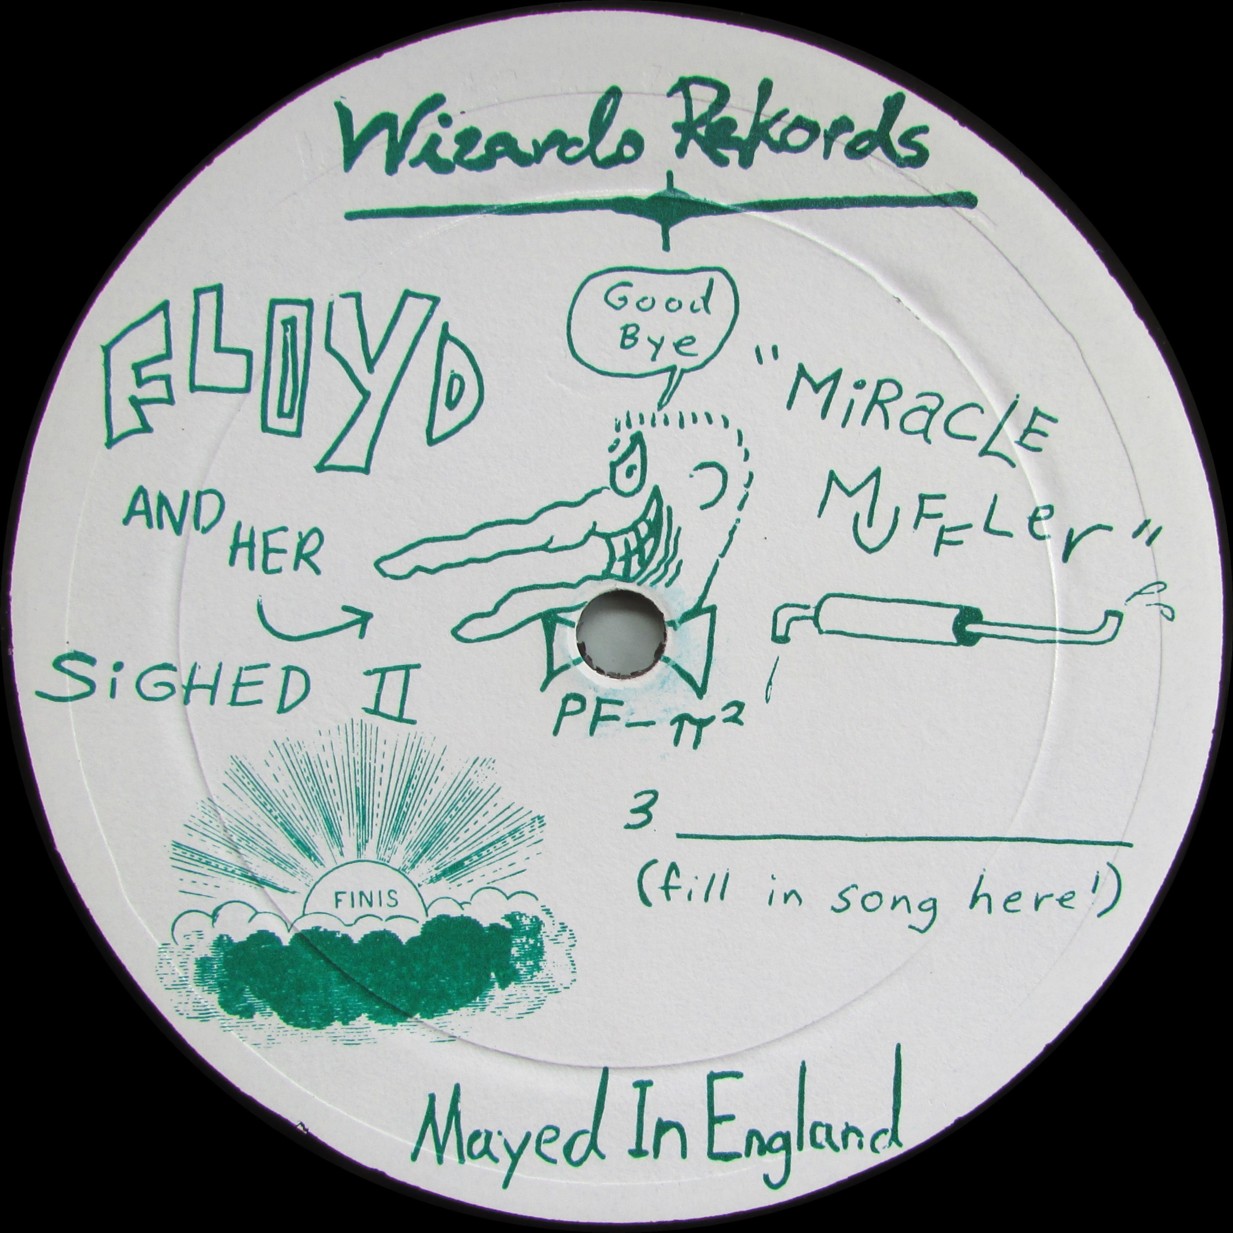 Wizardo Rekords
Good
Bye
FLOYD
AND HER
SiGHED II
"MiRacLE
MUFFLer"
PF-π²
3
(fill in song here!)
FINIS
Mayed In England